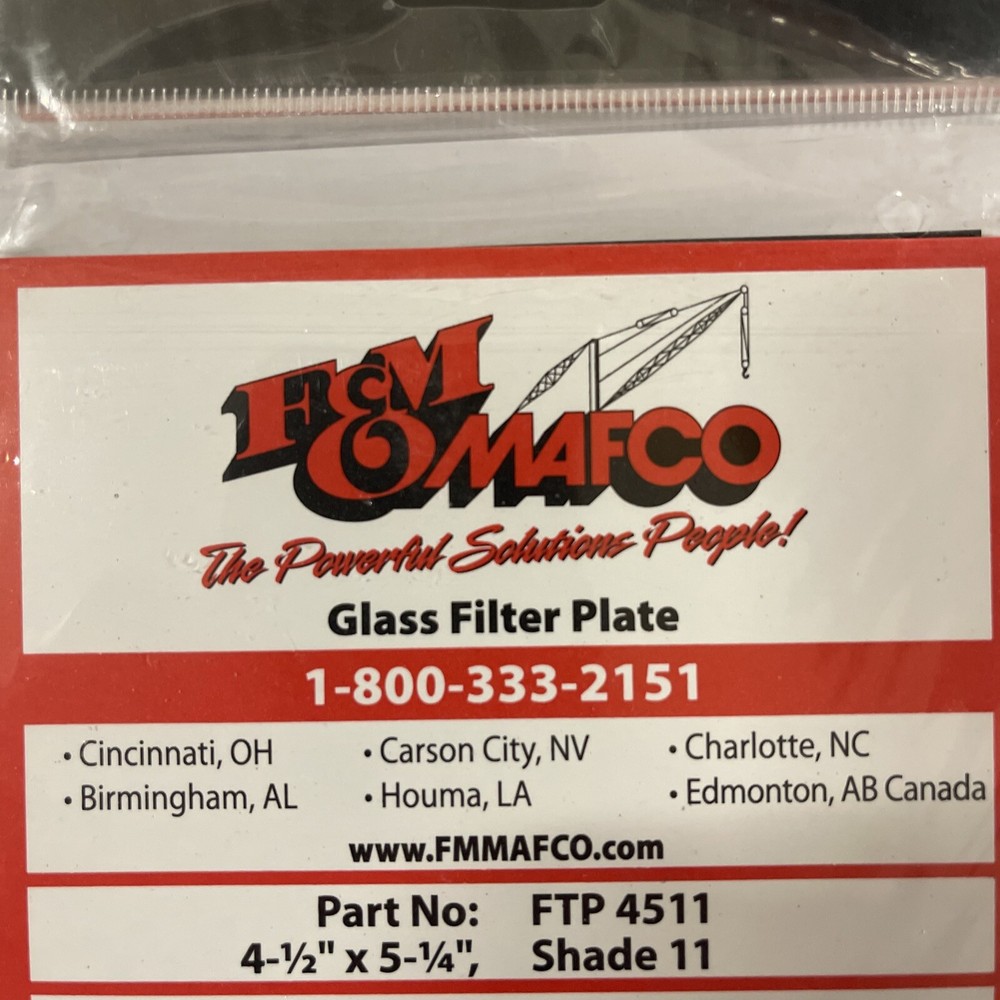 F&M MAFCO
The Powerful Solutions People!
Glass Filter Plate
1-800-333-2151
• Cincinnati, OH • Carson City, NV • Charlotte, NC
• Birmingham, AL • Houma, LA • Edmonton, AB Canada
www.FMMAFCO.com
Part No: FTP 4511
4-½" x 5-¼", Shade 11